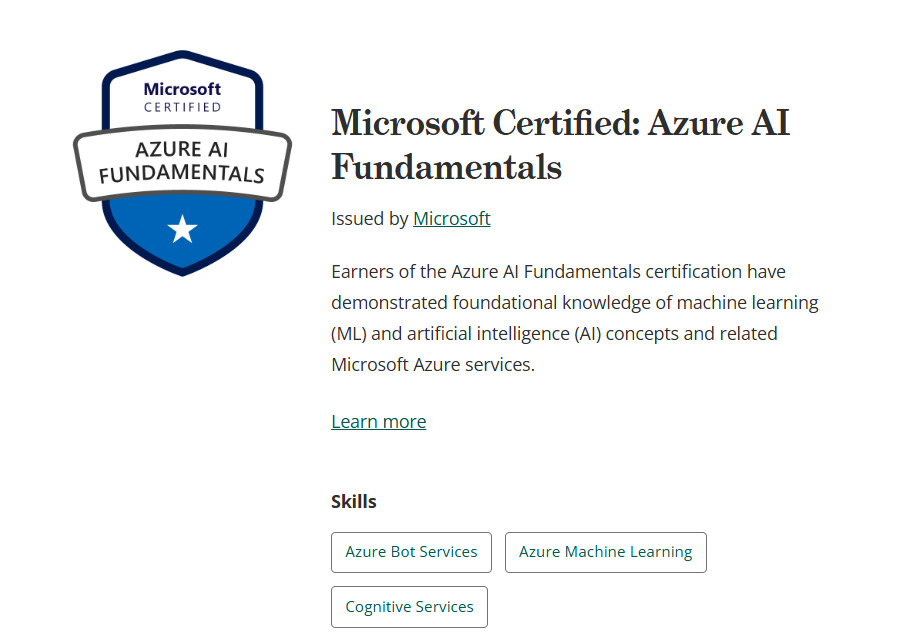 Microsoft
CERTIFIED
AZURE AI
FUNDAMENTALS
Microsoft Certified: Azure AI
Fundamentals
Issued by Microsoft
Earners of the Azure AI Fundamentals certification have
demonstrated foundational knowledge of machine learning
(ML) and artificial intelligence (AI) concepts and related
Microsoft Azure services.
Learn more
Skills
Azure Bot Services
Azure Machine Learning
Cognitive Services